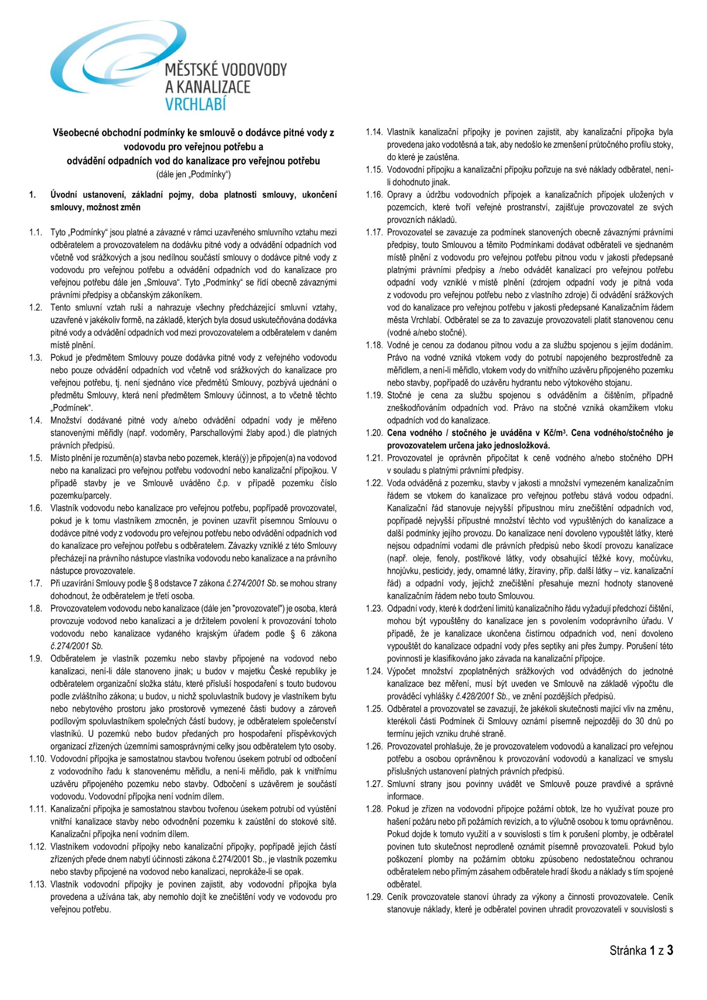 MĚSTSKÉ VODOVODY
A KANALIZACE
VRCHLABÍ
Všeobecné obchodní podmínky ke smlouvě o dodávce pitné vody z
vodovodu pro veřejnou potřebu a
odvádění odpadních vod do kanalizace pro veřejnou potřebu
(dále jen „Podmínky“)
1. Úvodní ustanovení, základní pojmy, doba platnosti smlouvy, ukončení
smlouvy, možnost změn
1.1. Tyto „Podmínky“ jsou platné a závazné v rámci uzavřeného smluvního vztahu mezi
odběratelem a provozovatelem na dodávku pitné vody a odvádění odpadních vod
včetně vod srážkových a jsou nedílnou součástí smlouvy o dodávce pitné vody z
vodovodu pro veřejnou potřebu a odvádění odpadních vod do kanalizace pro
veřejnou potřebu dále jen „Smlouva“. Tyto „Podmínky“ se řídí obecně závaznými
právními předpisy a občanským zákoníkem.
1.2. Tento smluvní vztah ruší a nahrazuje všechny předcházející smluvní vztahy,
uzavřené v jakékoliv formě, na základě, kterých byla dosud uskutečňována dodávka
pitné vody a odvádění odpadních vod mezi provozovatelem a odběratelem v daném
místě plnění.
1.3. Pokud je předmětem Smlouvy pouze dodávka pitné vody z veřejného vodovodu
nebo pouze odvádění odpadních vod včetně vod srážkových do kanalizace pro
veřejnou potřebu, tj. není sjednáno více předmětů Smlouvy, pozbývá ujednání o
předmětu Smlouvy, která není předmětem Smlouvy účinnost, a to včetně těchto
„Podmínek“.
1.4. Množství dodávané pitné vody a/nebo odvádění odpadní vody je měřeno
stanovenými měřidly (např. vodoměry, Parschallovými žlaby apod.) dle platných
právních předpisů.
1.5. Místo plnění je rozuměn(a) stavba nebo pozemek, která(ý) je připojen(a) na vodovod
nebo na kanalizaci pro veřejnou potřebu vodovodní nebo kanalizační přípojkou. V
případě stavby je ve Smlouvě uváděno č.p. v případě pozemku číslo
pozemku/parcely.
1.6. Vlastník vodovodu nebo kanalizace pro veřejnou potřebu, popřípadě provozovatel,
pokud je k tomu vlastníkem zmocněn, je povinen uzavřít písemnou Smlouvu o
dodávce pitné vody z vodovodu pro veřejnou potřebu nebo odvádění odpadních vod
do kanalizace pro veřejnou potřebu s odběratelem. Závazky vzniklé z této Smlouvy
přecházejí na právního nástupce vlastníka vodovodu nebo kanalizace a na právního
nástupce provozovatele.
1.7. Při uzavírání Smlouvy podle § 8 odstavce 7 zákona č.274/2001 Sb. se mohou strany
dohodnout, že odběratelem je třetí osoba.
1.8. Provozovatelem vodovodu nebo kanalizace (dále jen "provozovatel") je osoba, která
provozuje vodovod nebo kanalizaci a je držitelem povolení k provozování tohoto
vodovodu nebo kanalizace vydaného krajským úřadem podle § 6 zákona
č.274/2001 Sb.
1.9. Odběratelem je vlastník pozemku nebo stavby připojené na vodovod nebo
kanalizaci, není-li dále stanoveno jinak; u budov v majetku České republiky je
odběratelem organizační složka státu, které přísluší hospodaření s touto budovou
podle zvláštního zákona; u budov, u nichž spoluvlastník budovy je vlastníkem bytu
nebo nebytového prostoru jako prostorově vymezené části budovy a zároveň
podílovým spoluvlastníkem společných částí budovy, je odběratelem společenství
vlastníků. U pozemků nebo budov předaných pro hospodaření příspěvkových
organizací zřízených územními samosprávnými celky jsou odběratelem tyto osoby.
1.10. Vodovodní přípojka je samostatnou stavbou tvořenou úsekem potrubí od odbočení
z vodovodního řadu k stanovenému měřidlu, a není-li měřidlo, pak k vnitřnímu
uzávěru připojeného pozemku nebo stavby. Odbočení s uzávěrem je součástí
vodovodu. Vodovodní přípojka není vodním dílem.
1.11. Kanalizační přípojka je samostatnou stavbou tvořenou úsekem potrubí od vyústění
vnitřní kanalizace stavby nebo odvodnění pozemku k zaústění do stokové sítě.
Kanalizační přípojka není vodním dílem.
1.12. Vlastníkem vodovodní přípojky nebo kanalizační přípojky, popřípadě jejích částí
zřízených přede dnem nabytí účinnosti zákona č.274/2001 Sb., je vlastník pozemku
nebo stavby připojené na vodovod nebo kanalizaci, neprokáže-li se opak.
1.13. Vlastník vodovodní přípojky je povinen zajistit, aby vodovodní přípojka byla
provedena a užívána tak, aby nemohlo dojít ke znečištění vody ve vodovodu pro
veřejnou potřebu.
1.14. Vlastník kanalizační přípojky je povinen zajistit, aby kanalizační přípojka byla
provedena jako vodotěsná a tak, aby nedošlo ke zmenšení průtočného profilu stoky,
do které je zaústěna.
1.15. Vodovodní přípojku a kanalizační přípojku pořizuje na své náklady odběratel, není-
li dohodnuto jinak.
1.16. Opravy a údržbu vodovodních přípojek a kanalizačních přípojek uložených v
pozemcích, které tvoří veřejné prostranství, zajišťuje provozovatel ze svých
provozních nákladů.
1.17. Provozovatel se zavazuje za podmínek stanovených obecně závaznými právními
předpisy, touto Smlouvou a těmito Podmínkami dodávat odběrateli ve sjednaném
místě plnění z vodovodu pro veřejnou potřebu pitnou vodu v jakosti předepsané
platnými právními předpisy a /nebo odvádět kanalizací pro veřejnou potřebu
odpadní vody vzniklé v místě plnění (zdrojem odpadní vody je pitná voda
z vodovodu pro veřejnou potřebu nebo z vlastního zdroje) či odvádění srážkových
vod do kanalizace pro veřejnou potřebu v jakosti předepsané Kanalizačním řádem
města Vrchlabí. Odběratel se za to zavazuje provozovateli platit stanovenou cenu
(vodné a/nebo stočné).
1.18. Vodné je cenou za dodanou pitnou vodu a za službu spojenou s jejím dodáním.
Právo na vodné vzniká vtokem vody do potrubí napojeného bezprostředně za
měřidlem, a není-li měřidlo, vtokem vody do vnitřního uzávěru připojeného pozemku
nebo stavby, popřípadě do uzávěru hydrantu nebo výtokového stojanu.
1.19. Stočné je cena za službu spojenou s odváděním a čištěním, případně
zneškodňováním odpadních vod. Právo na stočné vzniká okamžikem vtoku
odpadních vod do kanalizace.
1.20. Cena vodného / stočného je uváděna v Kč/m³. Cena vodného/stočného je
provozovatelem určena jako jednosložková.
1.21. Provozovatel je oprávněn připočítat k ceně vodného a/nebo stočného DPH
v souladu s platnými právními předpisy.
1.22. Voda odváděná z pozemku, stavby v jakosti a množství vymezeném kanalizačním
řádem se vtokem do kanalizace pro veřejnou potřebu stává vodou odpadní.
Kanalizační řád stanovuje nejvyšší přípustnou míru znečištění odpadních vod,
popřípadě nejvyšší přípustné množství těchto vod vypuštěných do kanalizace a
další podmínky jejího provozu. Do kanalizace není dovoleno vypouštět látky, které
nejsou odpadními vodami dle právních předpisů nebo škodí provozu kanalizace
(např. oleje, fenoly, postřikové látky, vody obsahující těžké kovy, močůvku,
hnojůvku, pesticidy, jedy, omamné látky, žíraviny, příp. další látky – viz. kanalizační
řád) a odpadní vody, jejichž znečištění přesahuje mezní hodnoty stanovené
kanalizačním řádem nebo touto Smlouvou.
1.23. Odpadní vody, které k dodržení limitů kanalizačního řádu vyžadují předchozí čištění,
mohou být vypouštěny do kanalizace jen s povolením vodoprávního úřadu. V
případě, že je kanalizace ukončena čistírnou odpadních vod, není dovoleno
vypouštět do kanalizace odpadní vody přes septiky ani přes žumpy. Porušení této
povinnosti je klasifikováno jako závada na kanalizační přípojce.
1.24. Výpočet množství zpoplatněných srážkových vod odváděných do jednotné
kanalizace bez měření, musí být uveden ve Smlouvě na základě výpočtu dle
prováděcí vyhlášky č.428/2001 Sb., ve znění pozdějších předpisů.
1.25. Odběratel a provozovatel se zavazují, že jakékoli skutečnosti mající vliv na změnu,
kterékoli části Podmínek či Smlouvy oznámí písemně nejpozději do 30 dnů po
termínu jejich vzniku druhé straně.
1.26. Provozovatel prohlašuje, že je provozovatelem vodovodů a kanalizací pro veřejnou
potřebu a osobou oprávněnou k provozování vodovodů a kanalizací ve smyslu
příslušných ustanovení platných právních předpisů.
1.27. Smluvní strany jsou povinny uvádět ve Smlouvě pouze pravdivé a správné
informace.
1.28. Pokud je zřízen na vodovodní přípojce požární obtok, lze ho využívat pouze pro
hašení požáru nebo při požárních revizích, a to výlučně osobou k tomu oprávněnou.
Pokud dojde k tomuto využití a v souvislosti s tím k porušení plomby, je odběratel
povinen tuto skutečnost neprodleně oznámit písemně provozovateli. Pokud bylo
poškození plomby na požárním obtoku způsobeno nedostatečnou ochranou
odběratelem nebo přímým zásahem odběratele hradí škodu a náklady s tím spojené
odběratel.
1.29. Ceník provozovatele stanoví úhrady za výkony a činnosti provozovatele. Ceník
stanovuje náklady, které je odběratel povinen uhradit provozovateli v souvislosti s
Stránka 1 z 3